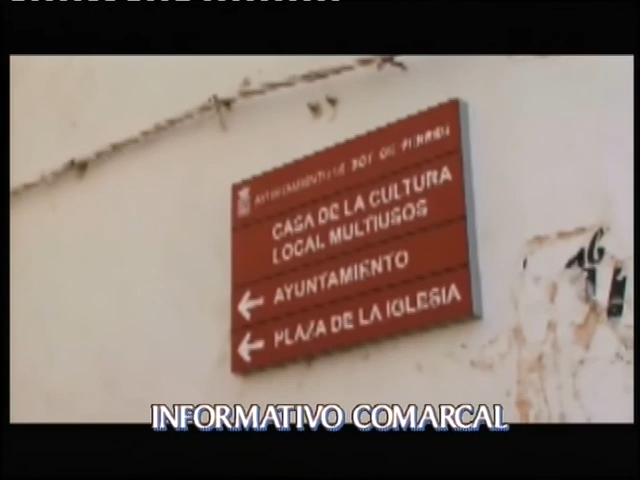 CASA DE LA CULTURA
LOCAL MULTIUSOS
AYUNTAMIENTO
PLAZA DE LA IGLESIA
INFORMATIVO COMARCAL